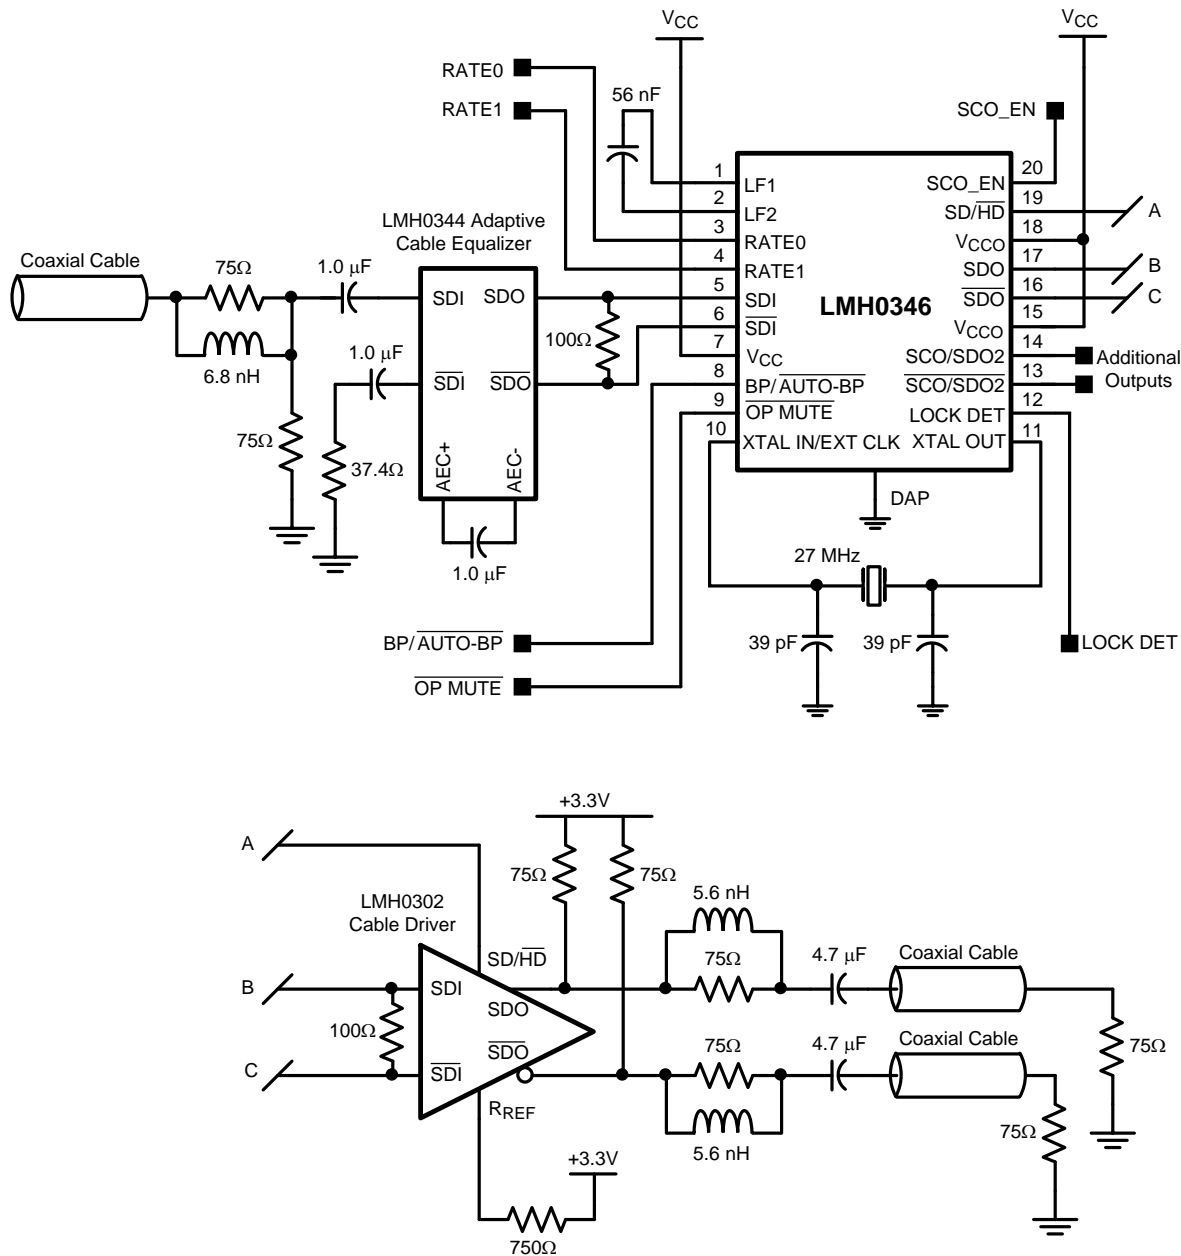 VCC
VCC
RATE0
RATE1
56 nF
SCO_EN
LMH0344 Adaptive
Cable Equalizer
Coaxial Cable
75Ω
6.8 nH
1.0 μF
1.0 μF
75Ω
37.4Ω
SDI
SDO
SDI
SDO
AEC+
AEC-
1.0 μF
100Ω
1
2
3
4
5
6
7
8
9
10
LF1
LF2
RATE0
RATE1
SDI
SDI
VCC
BP/AUTO-BP
OP MUTE
XTAL IN/EXT CLK
LMH0346
SCO_EN
SD/HD
VCCO
SDO
SDO
VCCO
SCO/SDO2
SCO/SDO2
LOCK DET
XTAL OUT
20
19
18
17
16
15
14
13
12
11
A
B
C
Additional
Outputs
DAP
27 MHz
39 pF
39 pF
LOCK DET
BP/AUTO-BP
OP MUTE
+3.3V
A
75Ω
75Ω
LMH0302
Cable Driver
SD/HD
5.6 nH
75Ω
4.7 μF
Coaxial Cable
B
SDI
SDO
100Ω
75Ω
C
SDI
SDO
75Ω
4.7 μF
Coaxial Cable
RREF
5.6 nH
75Ω
+3.3V
750Ω